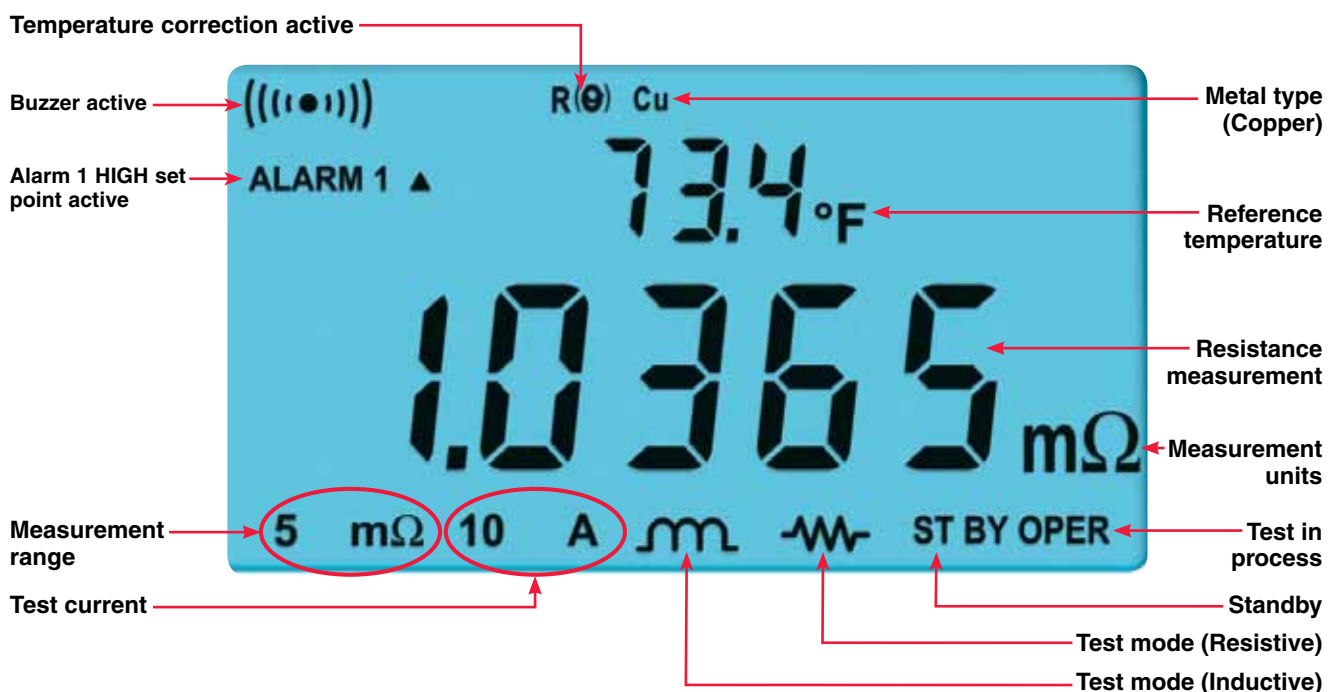 Temperature correction active
Buzzer active
R(Θ) Cu
Metal type
(Copper)
Alarm 1 HIGH set
point active
ALARM 1 ▲
73.4 °F
Reference
temperature
1.0365 mΩ
Resistance
measurement
Measurement
units
Measurement
range
5 mΩ 10 A
ST BY OPER
Test in
process
Test current
Standby
Test mode (Resistive)
Test mode (Inductive)